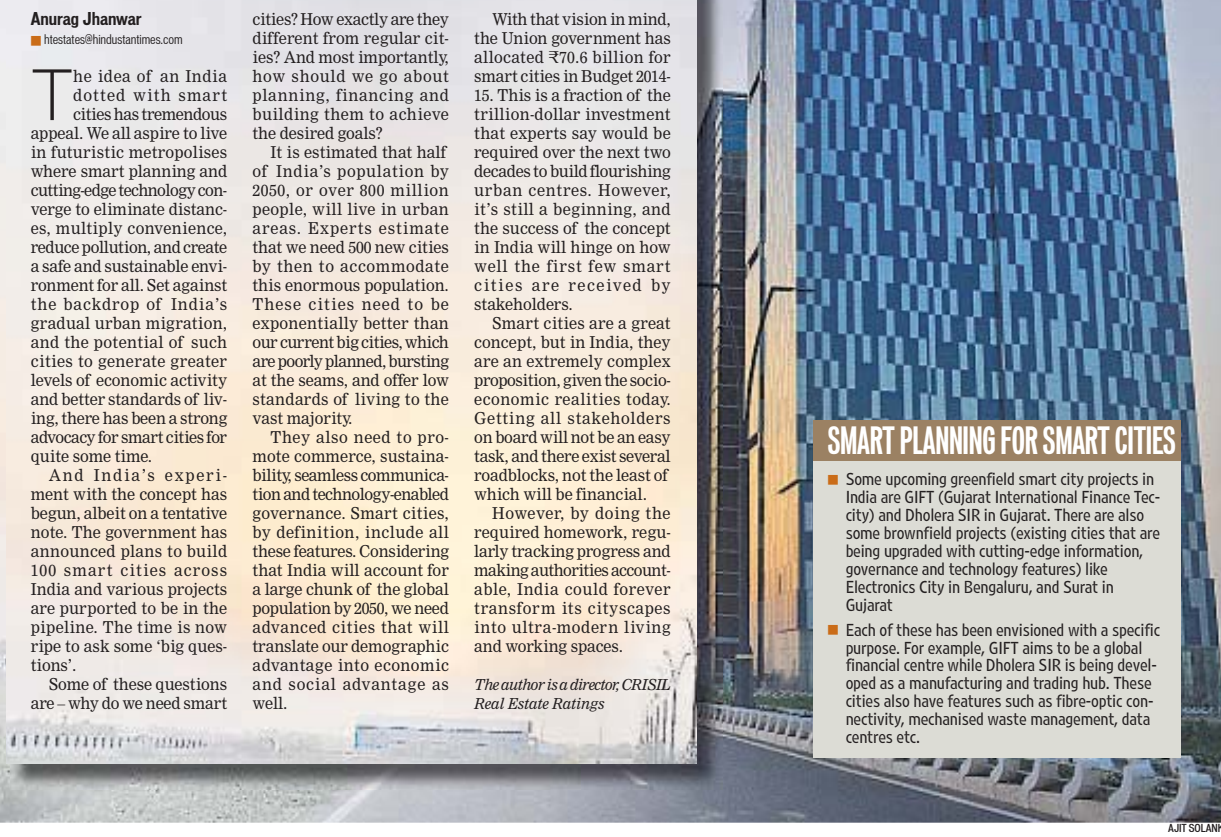 Anurag Jhanwar
htestates@hindustantimes.com
The idea of an India
dotted with smart
cities has tremendous
appeal. We all aspire to live
in futuristic metropolises
where smart planning and
cutting-edge technology con-
verge to eliminate distanc-
es, multiply convenience,
reduce pollution, and create
a safe and sustainable envi-
ronment for all. Set against
the backdrop of India's
gradual urban migration,
and the potential of such
cities to generate greater
levels of economic activity
and better standards of liv-
ing, there has been a strong
advocacy for smart cities for
quite some time.
And India's experi-
ment with the concept has
begun, albeit on a tentative
note. The government has
announced plans to build
100 smart cities across
India and various projects
are purported to be in the
pipeline. The time is now
ripe to ask some 'big ques-
tions'.
Some of these questions
are – why do we need smart
cities? How exactly are they
different from regular cit-
ies? And most importantly,
how should we go about
planning, financing and
building them to achieve
the desired goals?
It is estimated that half
of India's population by
2050, or over 800 million
people, will live in urban
areas. Experts estimate
that we need 500 new cities
by then to accommodate
this enormous population.
These cities need to be
exponentially better than
our current big cities, which
are poorly planned, bursting
at the seams, and offer low
standards of living to the
vast majority.
They also need to pro-
mote commerce, sustaina-
bility, seamless communica-
tion and technology-enabled
governance. Smart cities,
by definition, include all
these features. Considering
that India will account for
a large chunk of the global
population by 2050, we need
advanced cities that will
translate our demographic
advantage into economic
and social advantage as
well.
With that vision in mind,
the Union government has
allocated ₹70.6 billion for
smart cities in Budget 2014-
15. This is a fraction of the
trillion-dollar investment
that experts say would be
required over the next two
decades to build flourishing
urban centres. However,
it's still a beginning, and
the success of the concept
in India will hinge on how
well the first few smart
cities are received by
stakeholders.
Smart cities are a great
concept, but in India, they
are an extremely complex
proposition, given the socio-
economic realities today.
Getting all stakeholders
on board will not be an easy
task, and there exist several
roadblocks, not the least of
which will be financial.
However, by doing the
required homework, regu-
larly tracking progress and
making authorities account-
able, India could forever
transform its cityscapes
into ultra-modern living
and working spaces.
The author is a director, CRISIL
Real Estate Ratings
SMART PLANNING FOR SMART CITIES
Some upcoming greenfield smart city projects in
India are GIFT (Gujarat International Finance Tec-
city) and Dholera SIR in Gujarat. There are also
some brownfield projects (existing cities that are
being upgraded with cutting-edge information,
governance and technology features) like
Electronics City in Bengaluru, and Surat in
Gujarat
Each of these has been envisioned with a specific
purpose. For example, GIFT aims to be a global
financial centre while Dholera SIR is being devel-
oped as a manufacturing and trading hub. These
cities also have features such as fibre-optic con-
nectivity, mechanised waste management, data
centres etc.
AJIT SOLANK